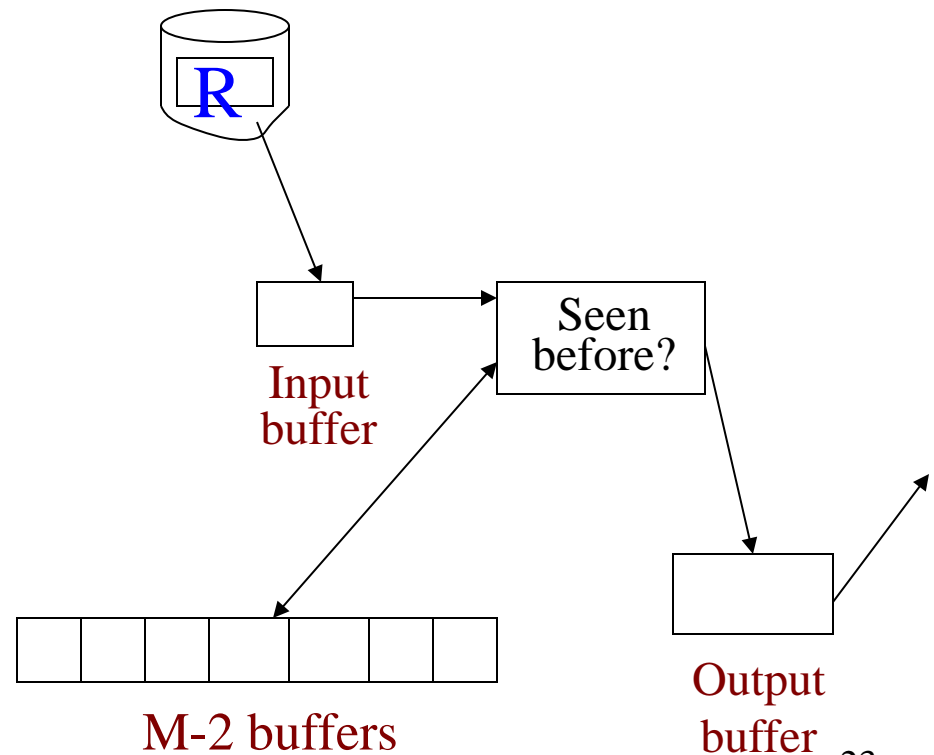 R
Seen
before?
Input
buffer
M-2 buffers
Output
buffer